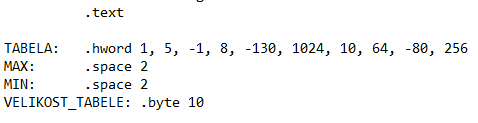 .text
TABELA: .hword 1, 5, -1, 8, -130, 1024, 10, 64, -80, 256
MAX: .space 2
MIN: .space 2
VELIKOST_TABELE: .byte 10